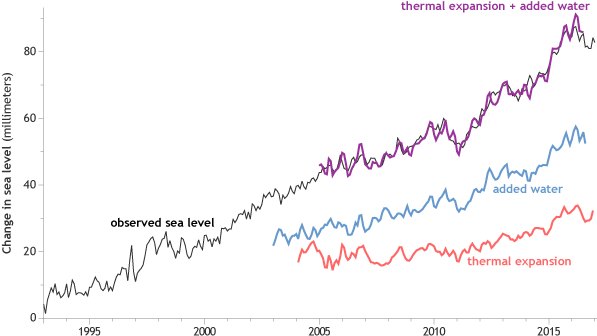 thermal expansion + added water
Change in sea level (millimeters)
80
60
40
20
0
observed sea level
added water
thermal expansion
1995
2000
2005
2010
2015